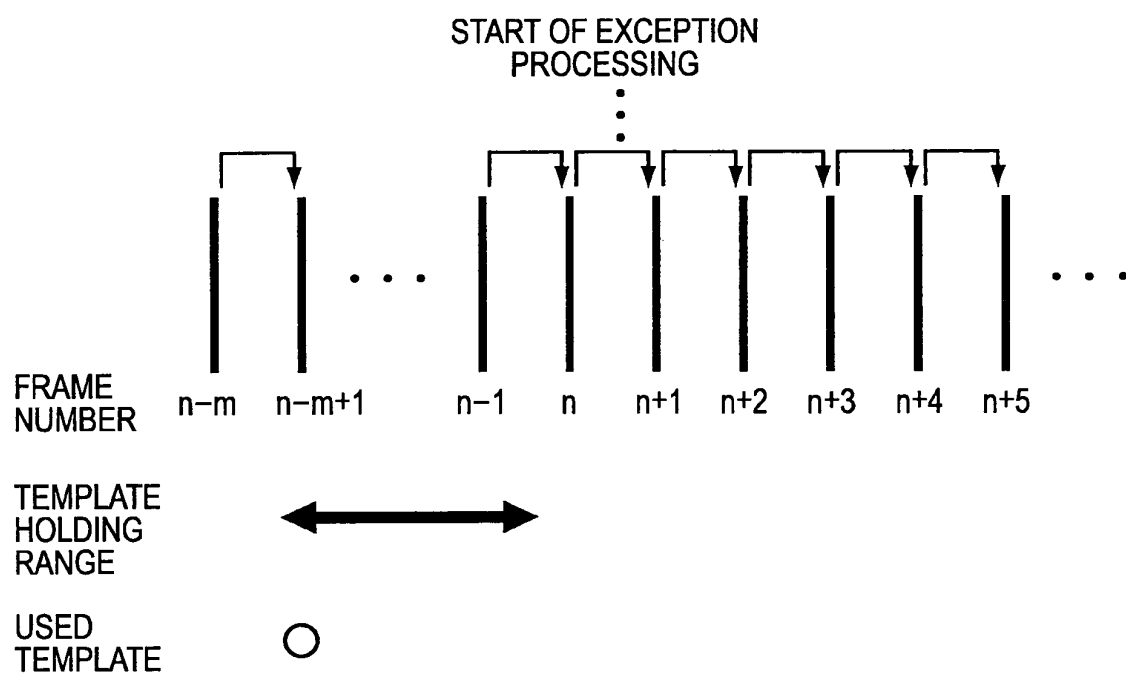 START OF EXCEPTION
PROCESSING
FRAME
NUMBER
n−m n−m+1 n−1 n n+1 n+2 n+3 n+4 n+5
TEMPLATE
HOLDING
RANGE
USED
TEMPLATE